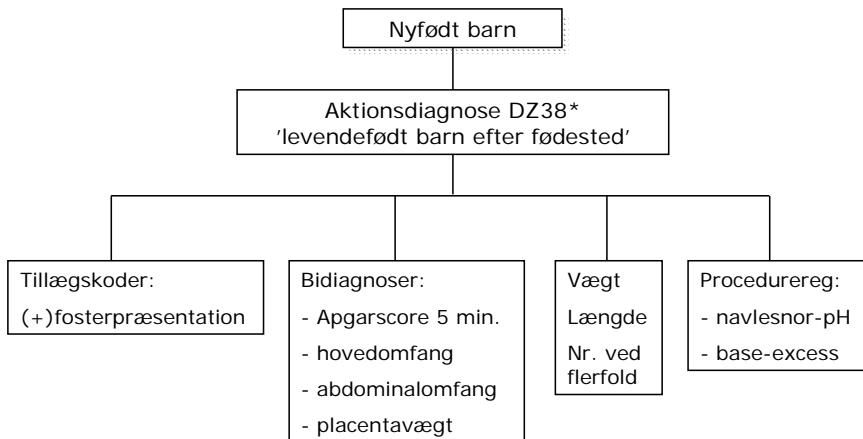 Nyfødt barn
Aktionsdiagnose DZ38*
'levendefødt barn efter fødested'
Tillægskoder:
(+)fosterpræsentation
Bidiagnoser:
- Apgarscore 5 min.
- hovedomfang
- abdominalomfang
- placentavægt
Vægt
Længde
Nr. ved
flerfold
Procedurereg:
- navlesnor-pH
- base-excess